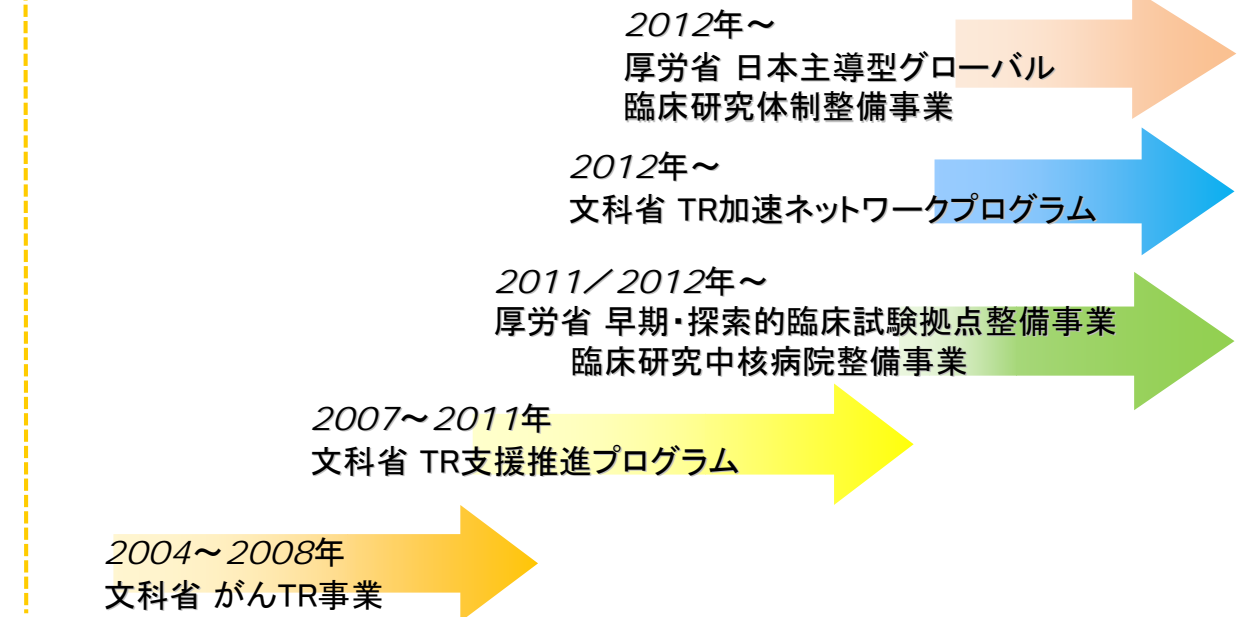 2012年～
厚労省 日本主導型グローバル
臨床研究体制整備事業
2012年～
文科省 TR加速ネットワークプログラム
2011／2012年～
厚労省 早期・探索的臨床試験拠点整備事業
臨床研究中核病院整備事業
2007～2011年
文科省 TR支援推進プログラム
2004～2008年
文科省 がんTR事業